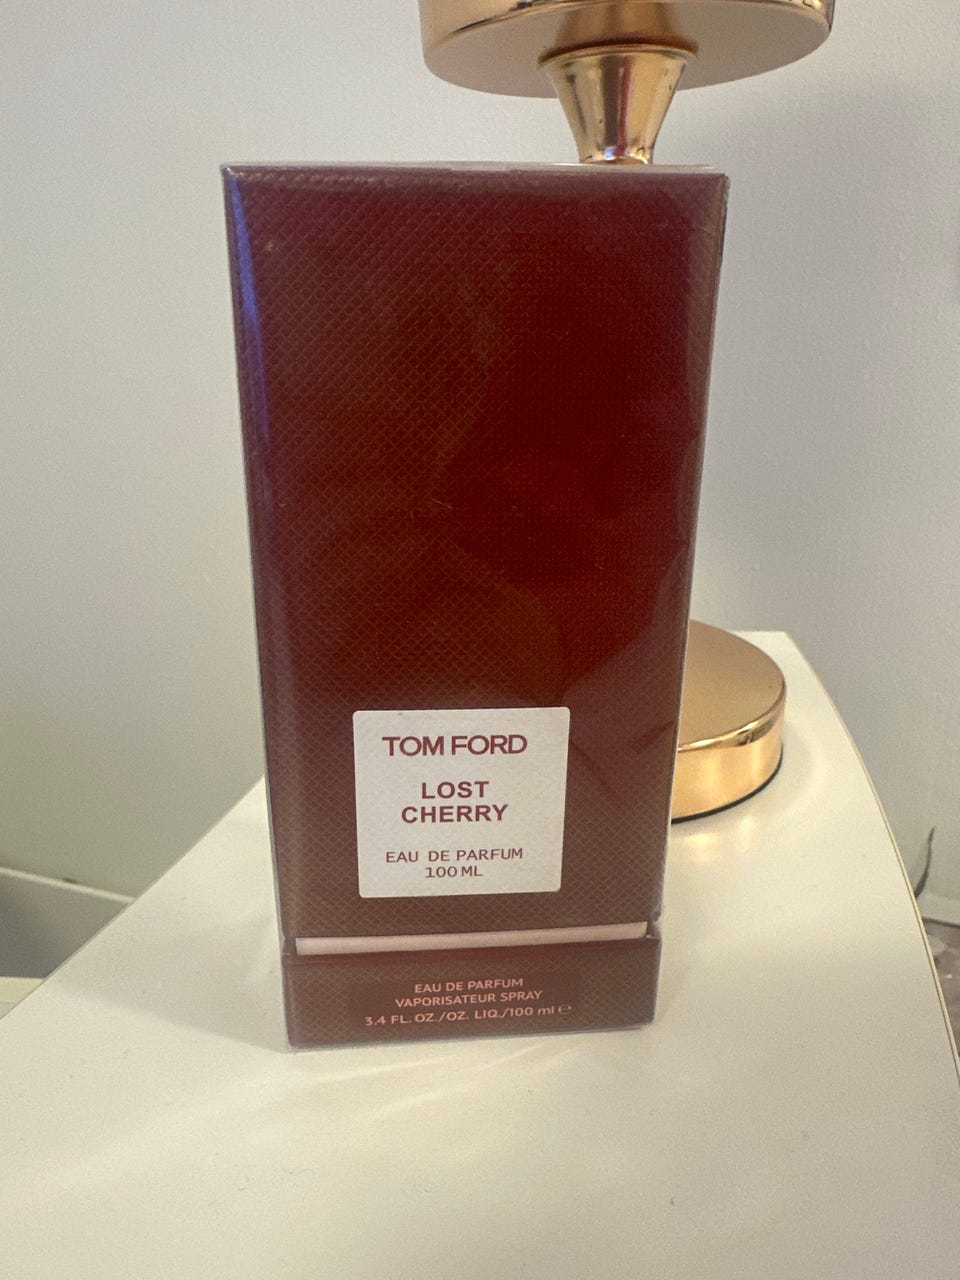 TOM FORD
LOST
CHERRY
EAU DE PARFUM
100 ML
EAU DE PARFUM
VAPORISATEUR SPRAY
3.4 FL. OZ./OZ. LIQ./100 ml ℮